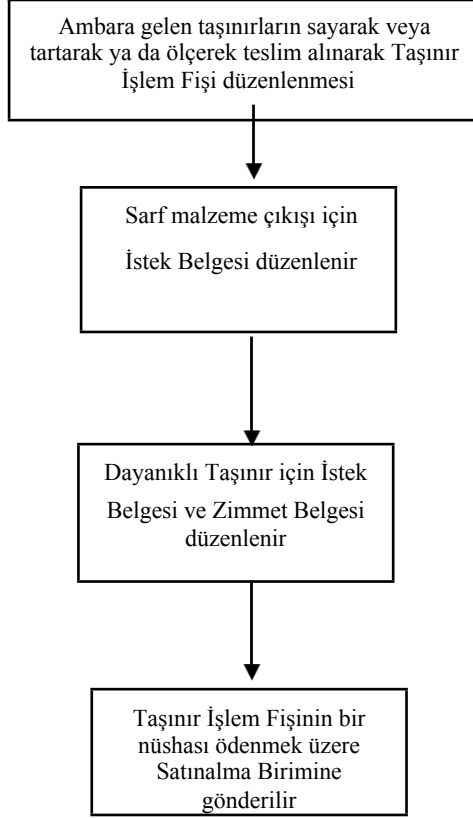 Ambara gelen taşınırların sayarak veya
tartarak ya da ölçerek teslim alınarak Taşınır
İşlem Fişi düzenlenmesi
Sarf malzeme çıkışı için
İstek Belgesi düzenlenir
Dayanıklı Taşınır için İstek
Belgesi ve Zimmet Belgesi
düzenlenir
Taşınır İşlem Fişinin bir
nüshası ödenmek üzere
Satınalma Birimine
gönderilir